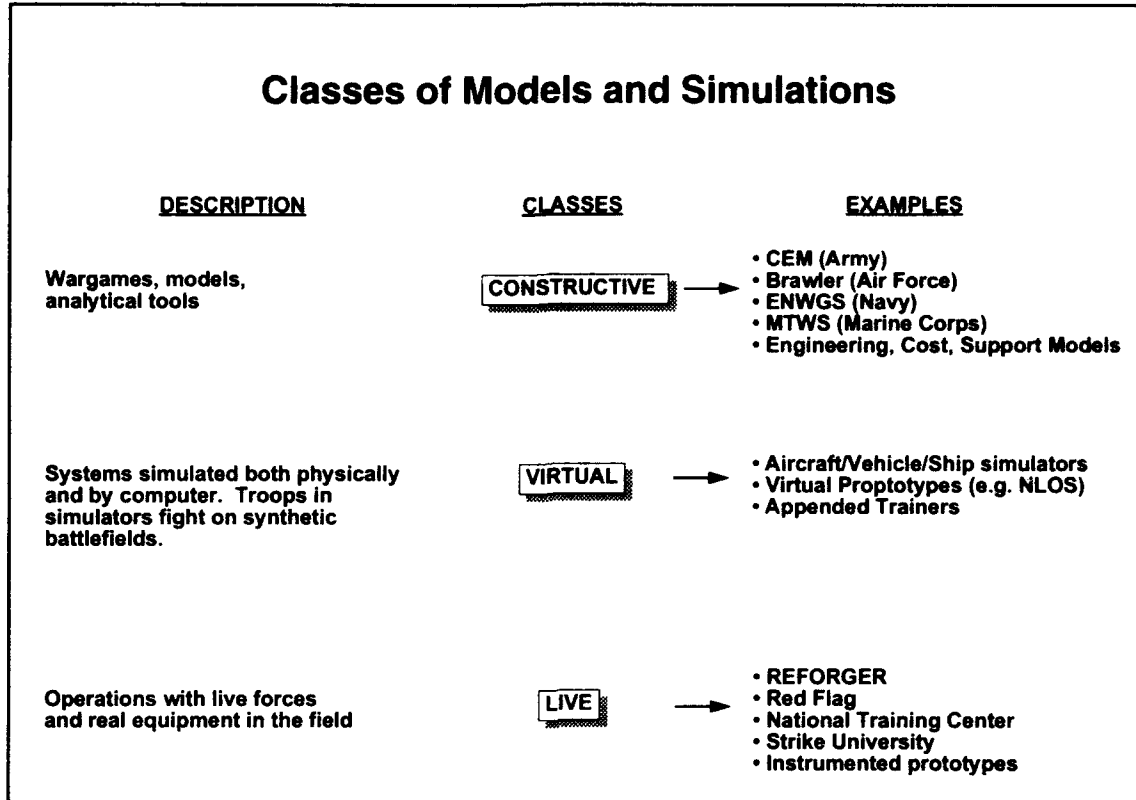 Classes of Models and Simulations
DESCRIPTION
CLASSES
EXAMPLES
Wargames, models,
analytical tools
CONSTRUCTIVE
• CEM (Army)
• Brawler (Air Force)
• ENWGS (Navy)
• MTWS (Marine Corps)
• Engineering, Cost, Support Models
Systems simulated both physically
and by computer.  Troops in
simulators fight on synthetic
battlefields.
VIRTUAL
• Aircraft/Vehicle/Ship simulators
• Virtual Proptotypes (e.g. NLOS)
• Appended Trainers
Operations with live forces
and real equipment in the field
LIVE
• REFORGER
• Red Flag
• National Training Center
• Strike University
• Instrumented prototypes